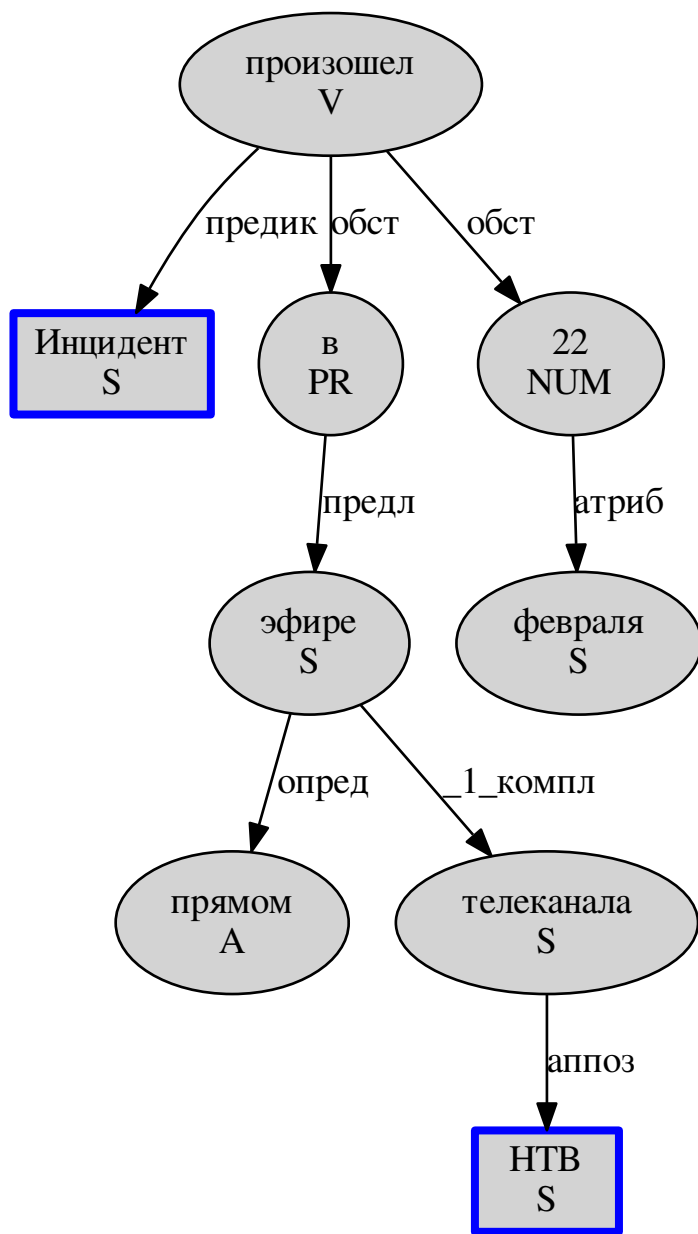 произошел
V
предик
обст
обст
Инцидент
S
в
PR
22
NUM
предл
атриб
эфире
S
февраля
S
опред
_1_компл
прямом
A
телеканала
S
аппоз
НТВ
S